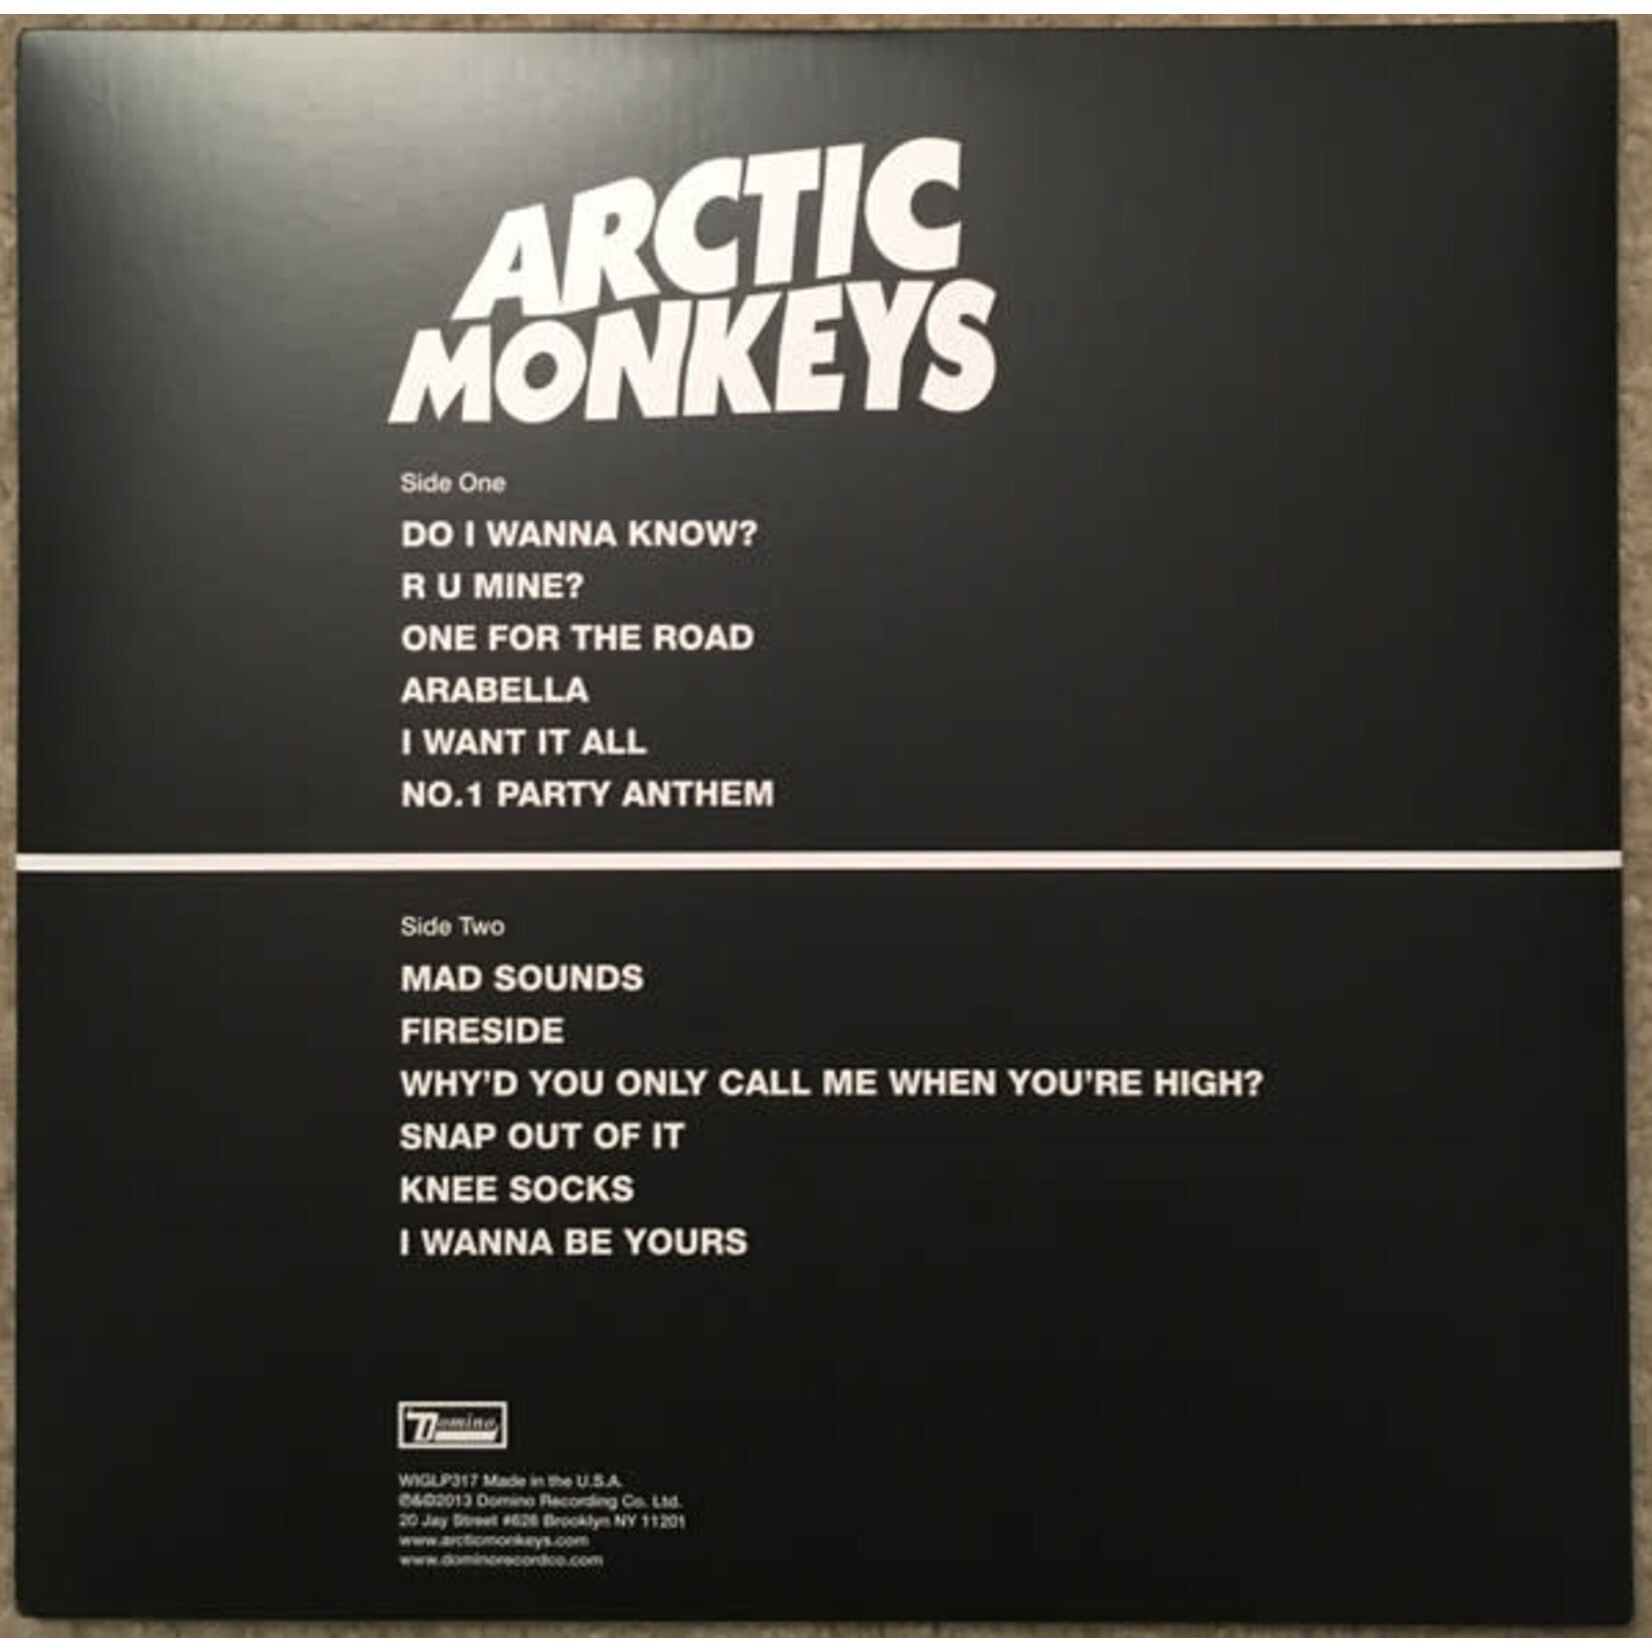 ARCTIC
MONKEYS
Side One
DO I WANNA KNOW?
R U MINE?
ONE FOR THE ROAD
ARABELLA
I WANT IT ALL
NO.1 PARTY ANTHEM
Side Two
MAD SOUNDS
FIRESIDE
WHY'D YOU ONLY CALL ME WHEN YOU'RE HIGH?
SNAP OUT OF IT
KNEE SOCKS
I WANNA BE YOURS
Domino
WIGLP317 Made in the U.S.A.
℗&©2013 Domino Recording Co. Ltd.
20 Jay Street #626 Brooklyn NY 11201
www.arcticmonkeys.com
www.dominorecordco.com